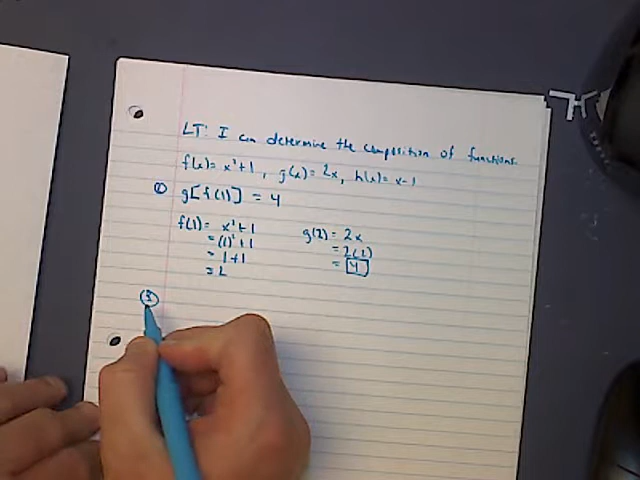 LT: I can determine the composition of functions.
f(x) = x²+1, g(x) = 2x, h(x) = x-1
② g[f(1)] = 4
f(1) = x²+1
= (1)²+1
= 1+1
= 2
g(2) = 2x
= 2(2)
= 4
③